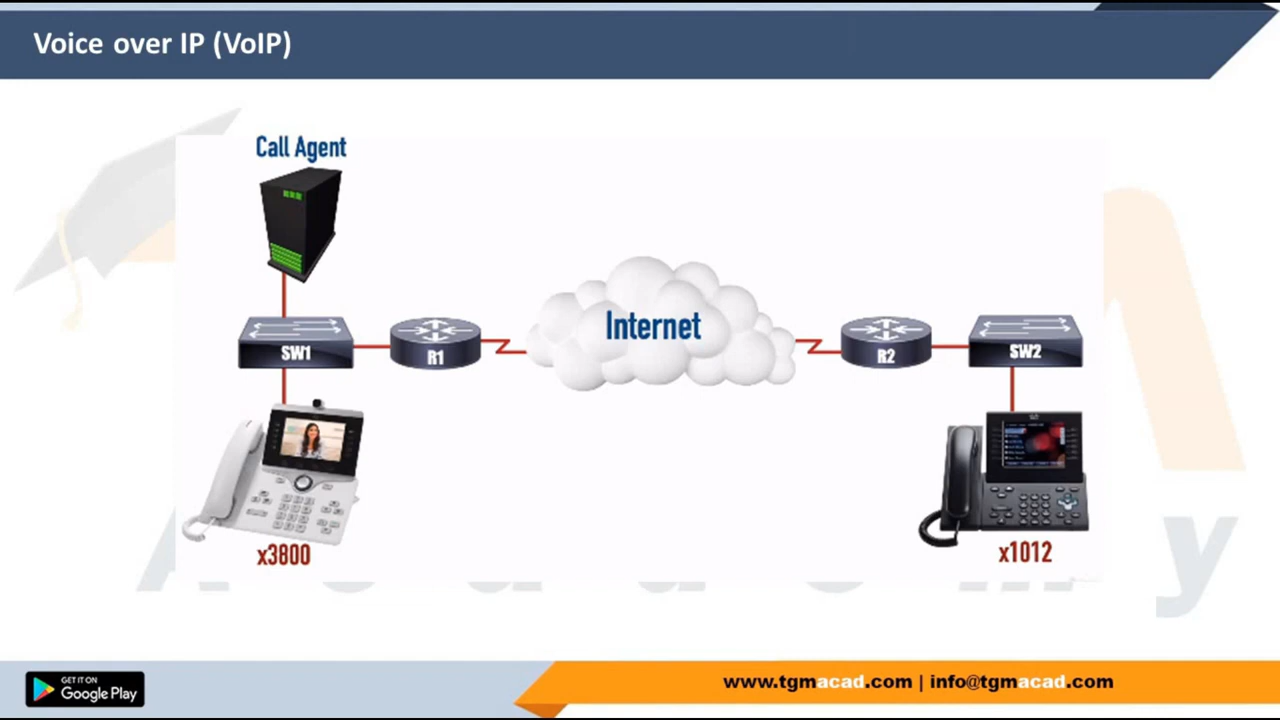 Voice over IP (VoIP)
Call Agent
Internet
SW1
R1
R2
SW2
x3800
x1012
GET IT ON
Google Play
www.tgmacad.com | info@tgmacad.com